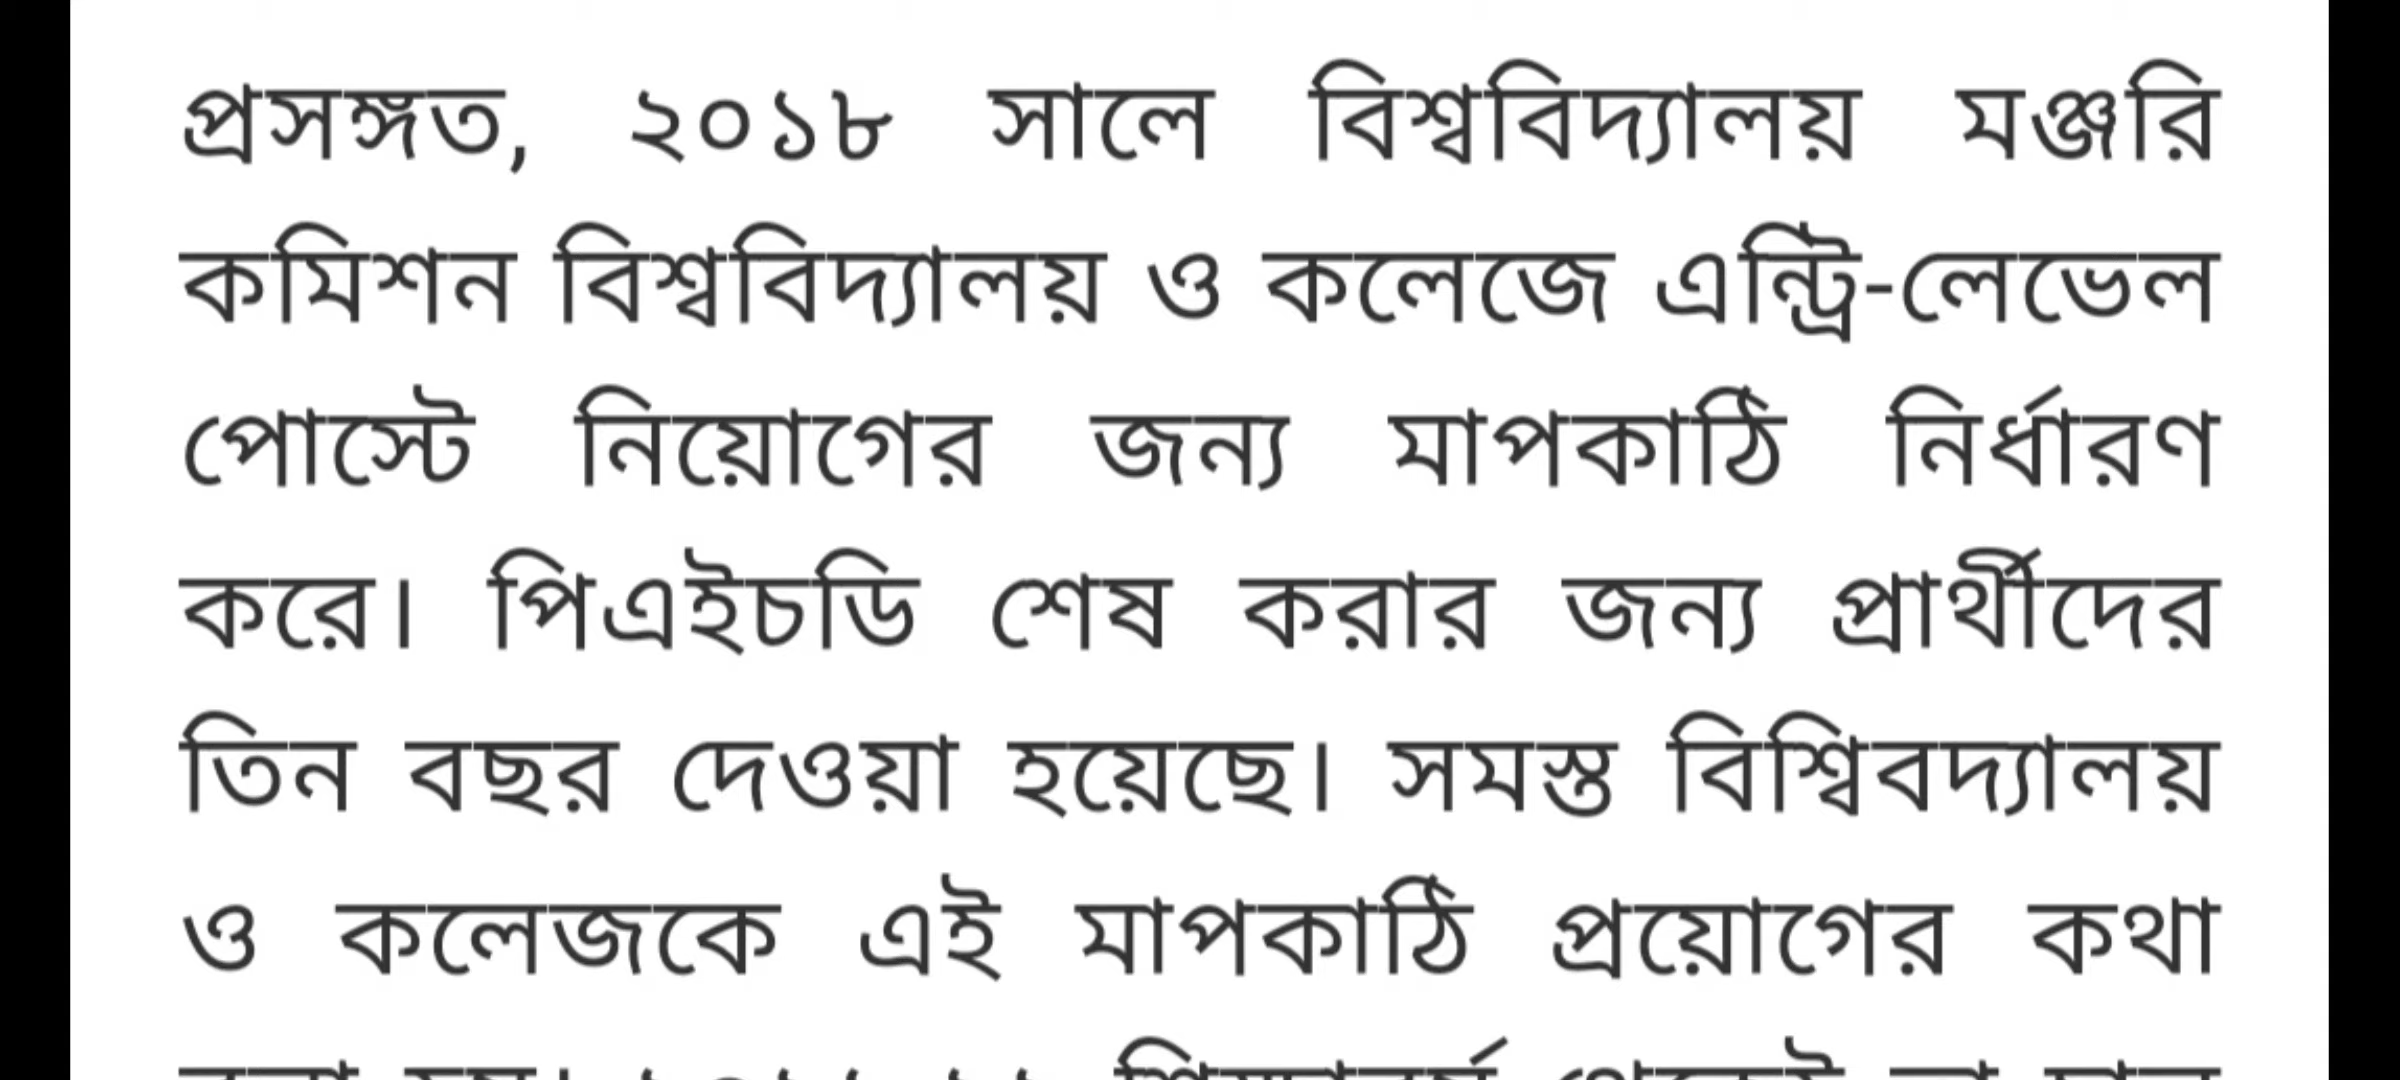 প্রসঙ্গত, ২০১৮ সালে বিশ্ববিদ্যালয় মঞ্জরি
কমিশন বিশ্ববিদ্যালয় ও কলেজে এন্ট্রি-লেভেল
পোস্টে নিয়োগের জন্য মাপকাঠি নির্ধারণ
করে। পিএইচডি শেষ করার জন্য প্রার্থীদের
তিন বছর দেওয়া হয়েছে। সমস্ত বিশ্বিবদ্যালয়
ও কলেজকে এই মাপকাঠি প্রয়োগের কথা